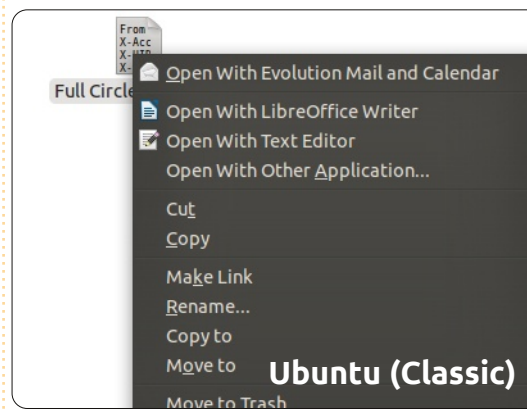 From
X-Acc
X-UID
X-
Full Circle
Open With Evolution Mail and Calendar
Open With LibreOffice Writer
Open With Text Editor
Open With Other Application...
Cut
Copy
Make Link
Rename...
Copy to
Move to
Ubuntu (Classic)
Move to Trash